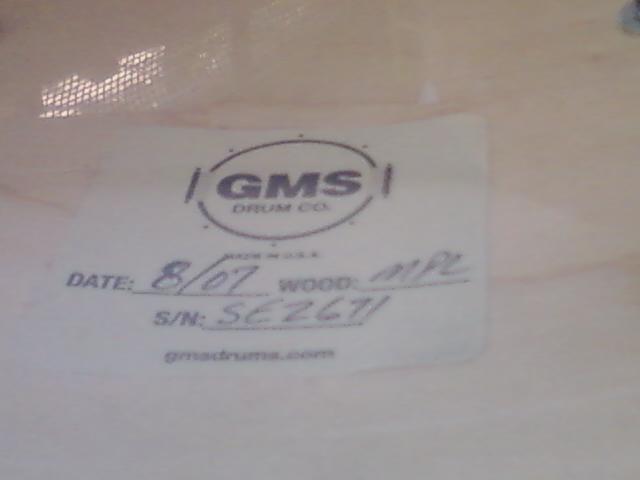 GMS
DRUM CO.
MADE IN U.S.A.
DATE: 8/07 WOOD: MPL
S/N: SE2671
gmsdrums.com